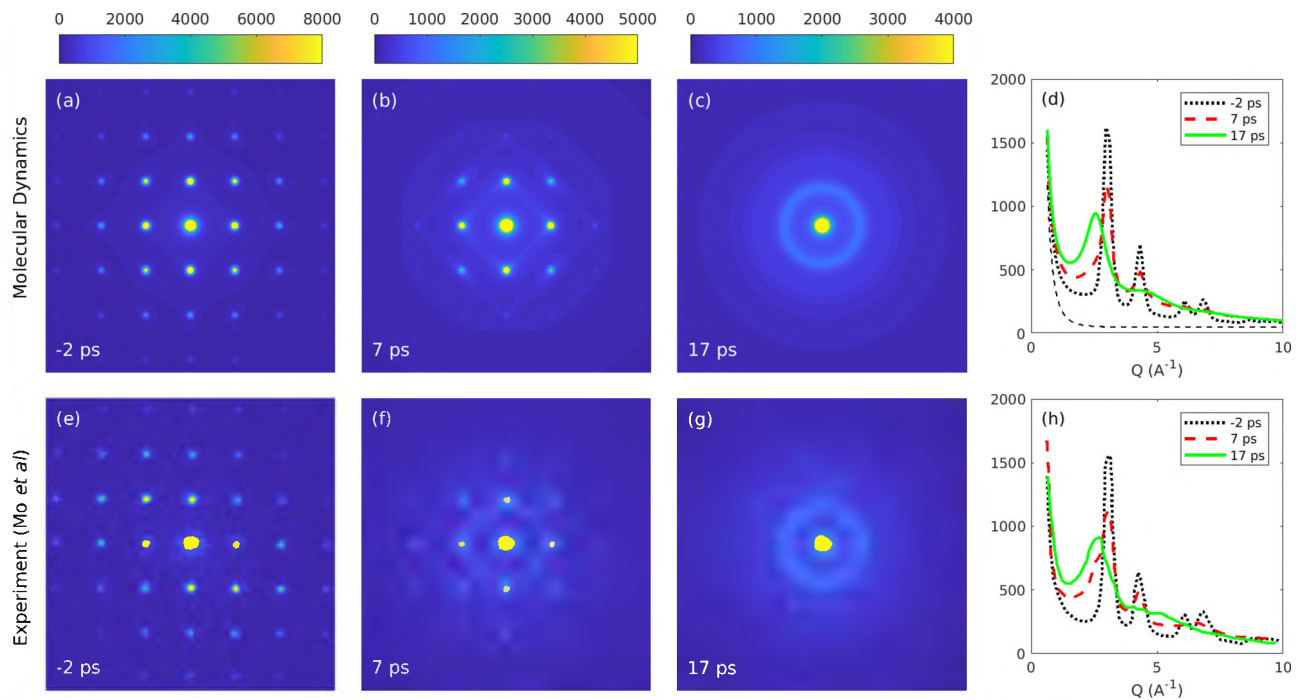 0 2000 4000 6000 8000
0 1000 2000 3000 4000 5000
0 1000 2000 3000 4000
Molecular Dynamics
(a)
-2 ps
(b)
7 ps
(c)
17 ps
(d)
-2 ps
7 ps
17 ps
2000
1500
1000
500
0
0 5 10
Q (A⁻¹)
Experiment (Mo et al)
(e)
-2 ps
(f)
7 ps
(g)
17 ps
(h)
-2 ps
7 ps
17 ps
2000
1500
1000
500
0
0 5 10
Q (A⁻¹)